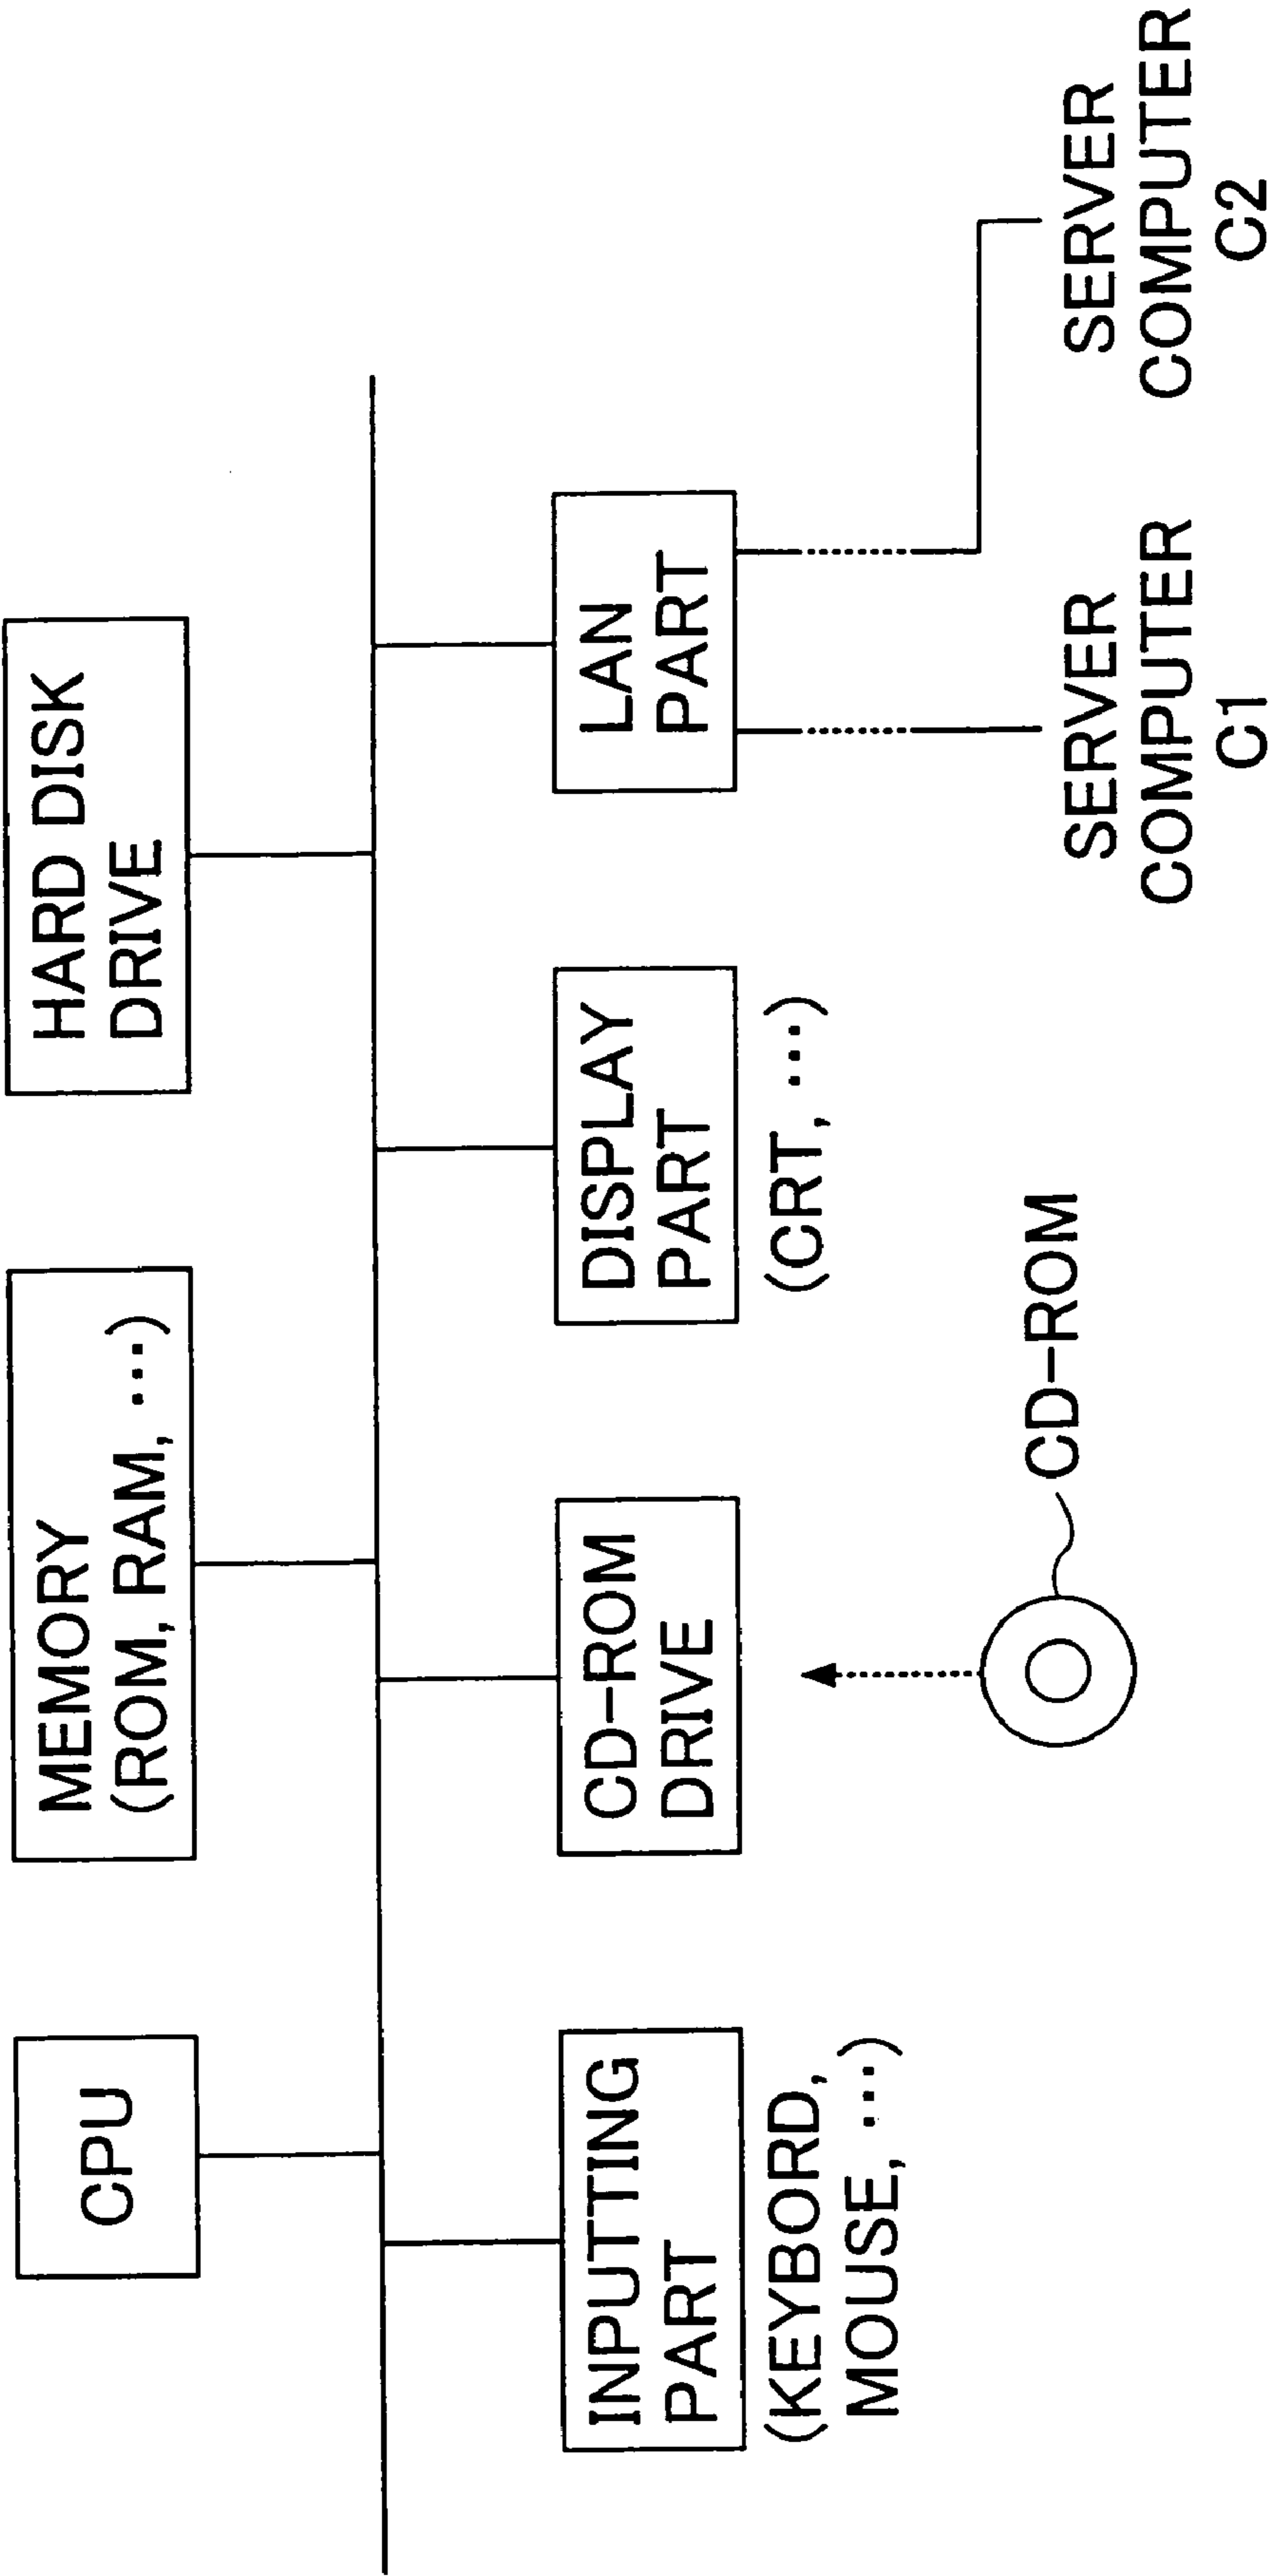 CPU
MEMORY
(ROM, RAM, ···)
HARD DISK
DRIVE
INPUTTING
PART
(KEYBORD,
MOUSE, ···)
CD-ROM
DRIVE
CD-ROM
DISPLAY
PART
(CRT, ···)
LAN
PART
SERVER
COMPUTER
C1
SERVER
COMPUTER
C2